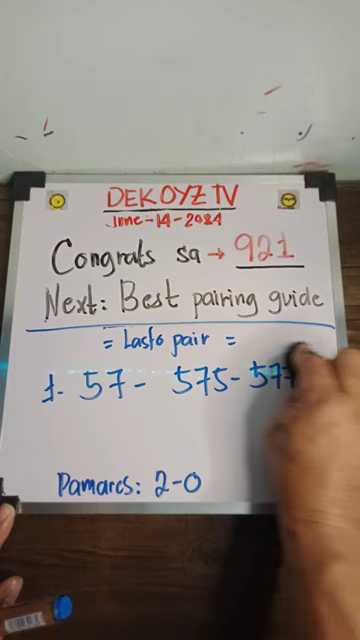 DEKOYZ TV
June-14-2024
Congrats sa → 921
Next: Best pairing guide
= Lasto pair =
1- 57 - 575 - 577
Pamares: 2-0